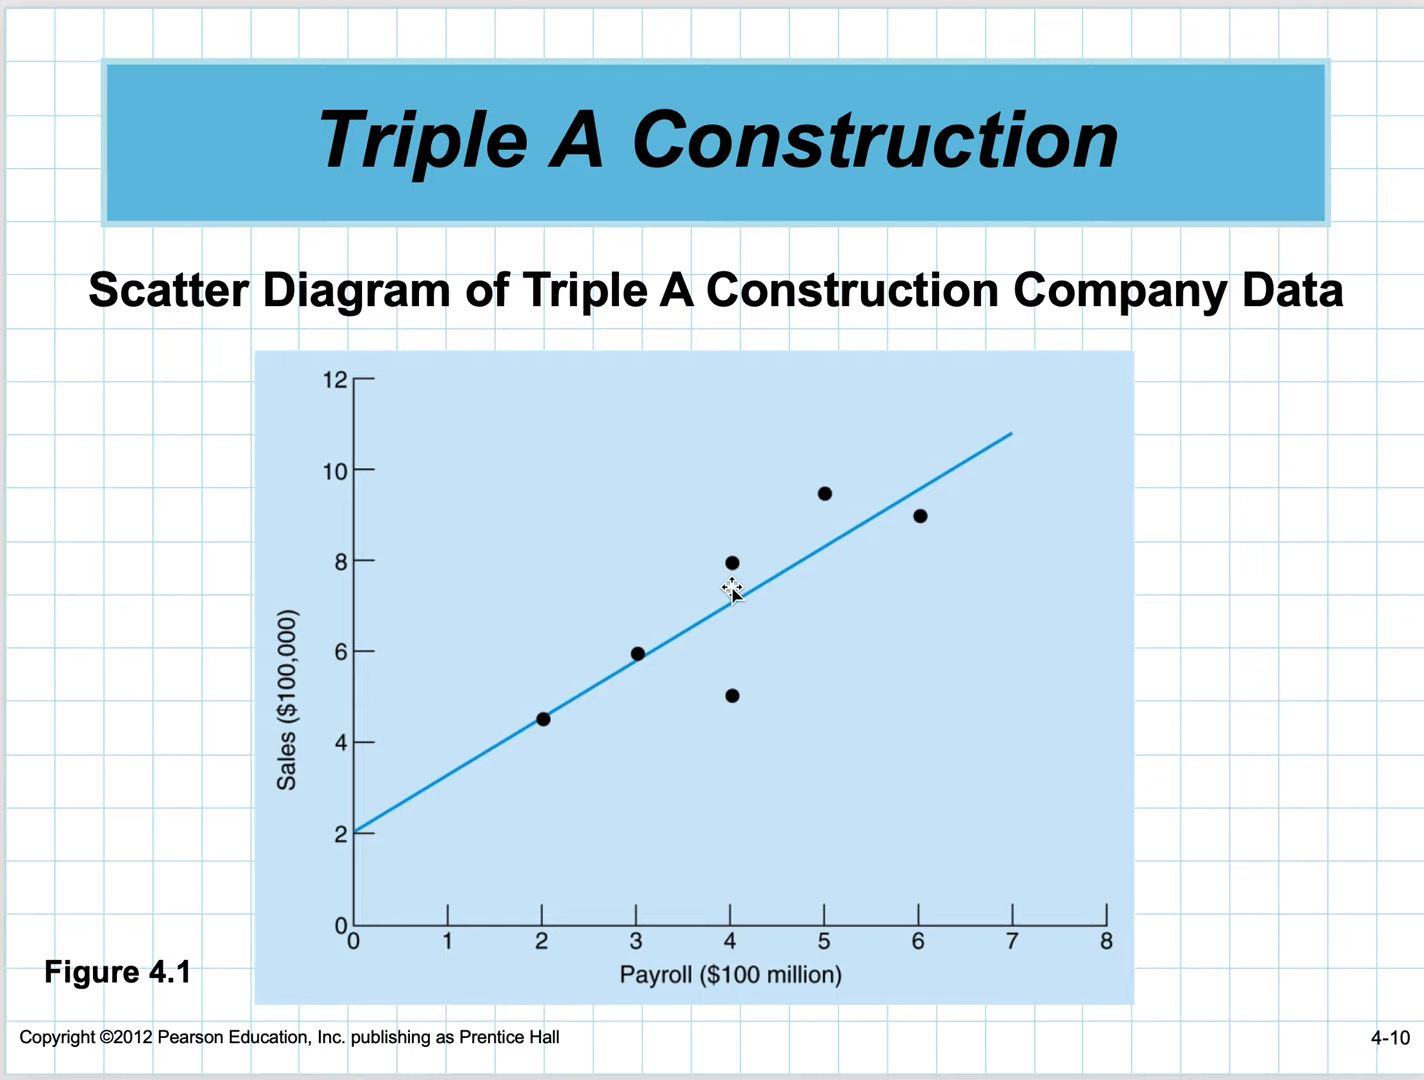 Triple A Construction
Scatter Diagram of Triple A Construction Company Data
12
10
8
6
4
2
0
Sales ($100,000)
0 1 2 3 4 5 6 7 8
Payroll ($100 million)
Figure 4.1
Copyright ©2012 Pearson Education, Inc. publishing as Prentice Hall
4-10